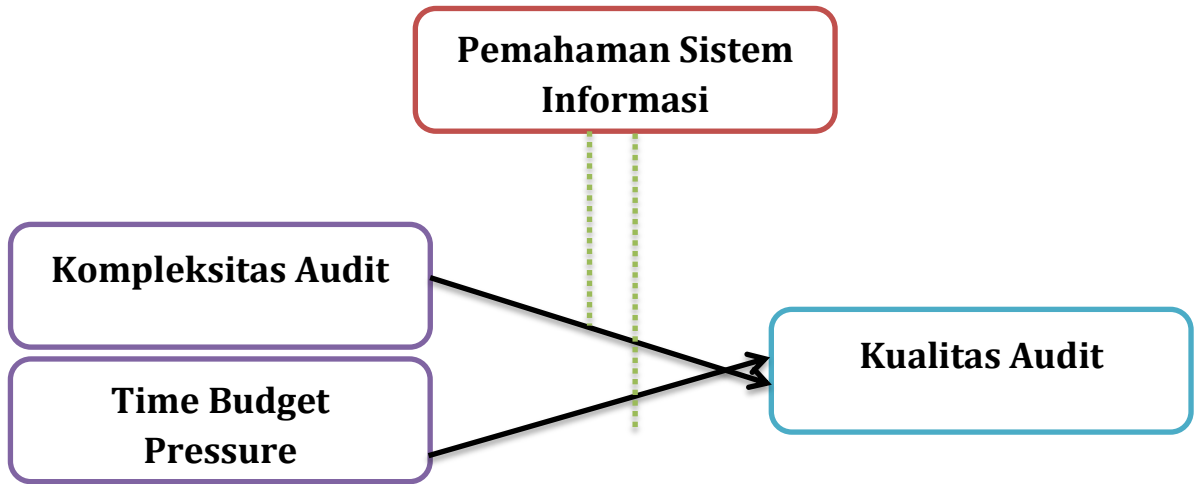 Pemahaman Sistem
Informasi
Kompleksitas Audit
Kualitas Audit
Time Budget
Pressure